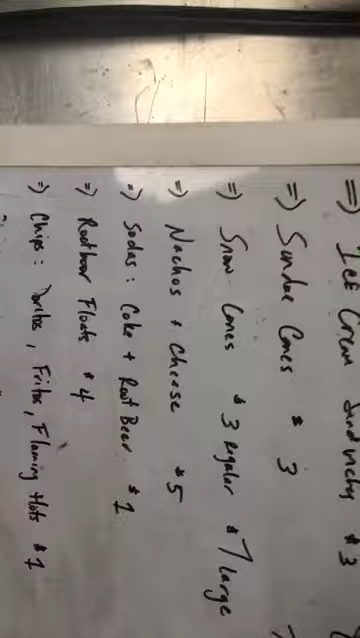 =) Ice Cream Sandwichs $3
=) Sundae Cones $3
=) Snow Cones $3 Regular $7 large
=) Nachos + Cheese $5
=) Sodas: Coke + Root Beer $1
=) Rootbeer Floats $4
=) Chips: Doritos, Fritos, Flaming Hots $1